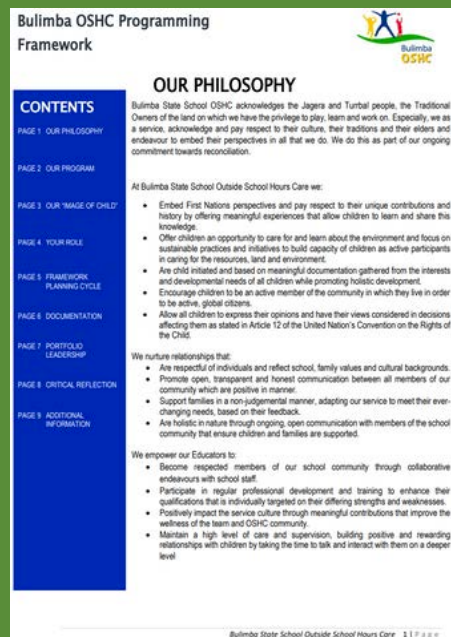 Bulimba OSHC Programming
Framework
Bulimba
OSHC
OUR PHILOSOPHY
CONTENTS
PAGE 1 OUR PHILOSOPHY
PAGE 2 OUR PROGRAM
PAGE 3 OUR "IMAGE OF CHILD"
PAGE 4 YOUR ROLE
PAGE 5 FRAMEWORK
PLANNING CYCLE
PAGE 6 DOCUMENTATION
PAGE 7 PORTFOLIO
LEADERSHIP
PAGE 8 CRITICAL REFLECTION
PAGE 9 ADDITIONAL
INFORMATION
Bulimba State School OSHC acknowledges the Jagera and Turrbal people, the Traditional
Owners of the land on which we have the privilege to play, learn and work on. Especially, we as
a service, acknowledge and pay respect to their culture, their traditions and their elders and
endeavour to embed their perspectives in all that we do. We do this as part of our ongoing
commitment towards reconciliation.
At Bulimba State School Outside School Hours Care we:
• Embed First Nations perspectives and pay respect to their unique contributions and
history by offering meaningful experiences that allow children to learn and share this
knowledge.
• Offer children an opportunity to care for and learn about the environment and focus on
sustainable practices and initiatives to build capacity of children as active participants
in caring for the resources, land and environment.
• Are child initiated and based on meaningful documentation gathered from the interests
and developmental needs of all children while promoting holistic development.
• Encourage children to be an active member of the community in which they live in order
to be active, global citizens.
• Allow all children to express their opinions and have their views considered in decisions
affecting them as stated in Article 12 of the United Nation's Convention on the Rights of
the Child.
We nurture relationships that:
• Are respectful of individuals and reflect school, family values and cultural backgrounds.
• Promote open, transparent and honest communication between all members of our
community which are positive in manner.
• Support families in a non-judgemental manner, adapting our service to meet their ever-
changing needs, based on their feedback.
• Are holistic in nature through ongoing, open communication with members of the school
community that ensure children and families are supported.
We empower our Educators to:
• Become respected members of our school community through collaborative
endeavours with school staff.
• Participate in regular professional development and training to enhance their
qualifications that is individually targeted on their differing strengths and weaknesses.
• Positively impact the service culture through meaningful contributions that improve the
wellness of the team and OSHC community.
• Maintain a high level of care and supervision, building positive and rewarding
relationships with children by taking the time to talk and interact with them on a deeper
level
Bulimba State School Outside School Hours Care 1 | Page